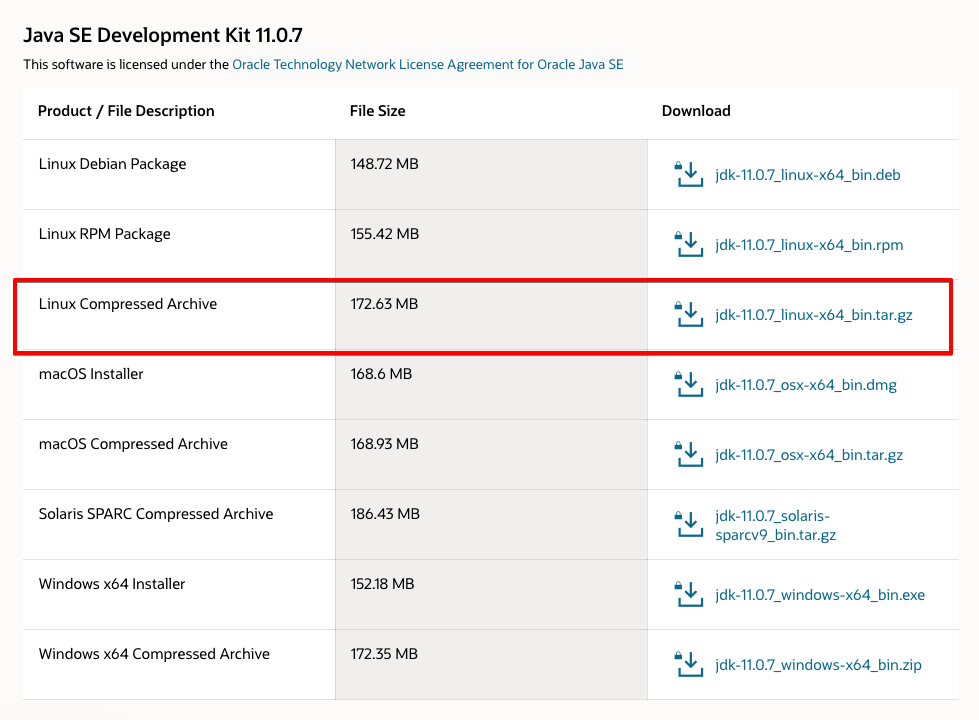 Java SE Development Kit 11.0.7
This software is licensed under the Oracle Technology Network License Agreement for Oracle Java SE
Product / File Description File Size Download
Linux Debian Package 148.72 MB jdk-11.0.7_linux-x64_bin.deb
Linux RPM Package 155.42 MB jdk-11.0.7_linux-x64_bin.rpm
Linux Compressed Archive 172.63 MB jdk-11.0.7_linux-x64_bin.tar.gz
macOS Installer 168.6 MB jdk-11.0.7_osx-x64_bin.dmg
macOS Compressed Archive 168.93 MB jdk-11.0.7_osx-x64_bin.tar.gz
Solaris SPARC Compressed Archive 186.43 MB jdk-11.0.7_solaris-
sparcv9_bin.tar.gz
Windows x64 Installer 152.18 MB jdk-11.0.7_windows-x64_bin.exe
Windows x64 Compressed Archive 172.35 MB jdk-11.0.7_windows-x64_bin.zip